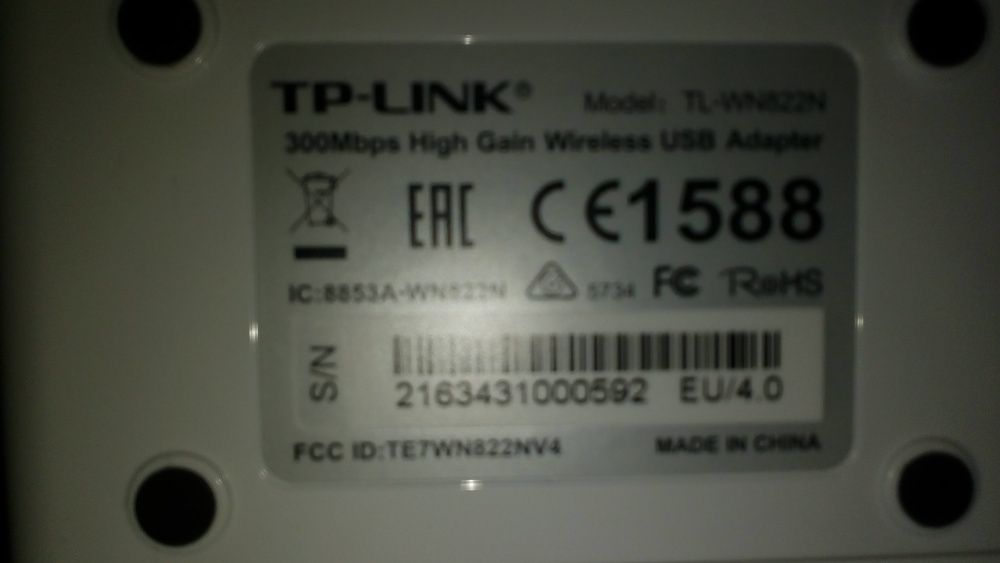 TP-LINK® Model: TL-WN822N
300Mbps High Gain Wireless USB Adapter
EAC CE1588
IC:8853A-WN822N 5734 FC RoHS
S/N
2163431000592 EU/4.0
FCC ID:TE7WN822NV4 MADE IN CHINA